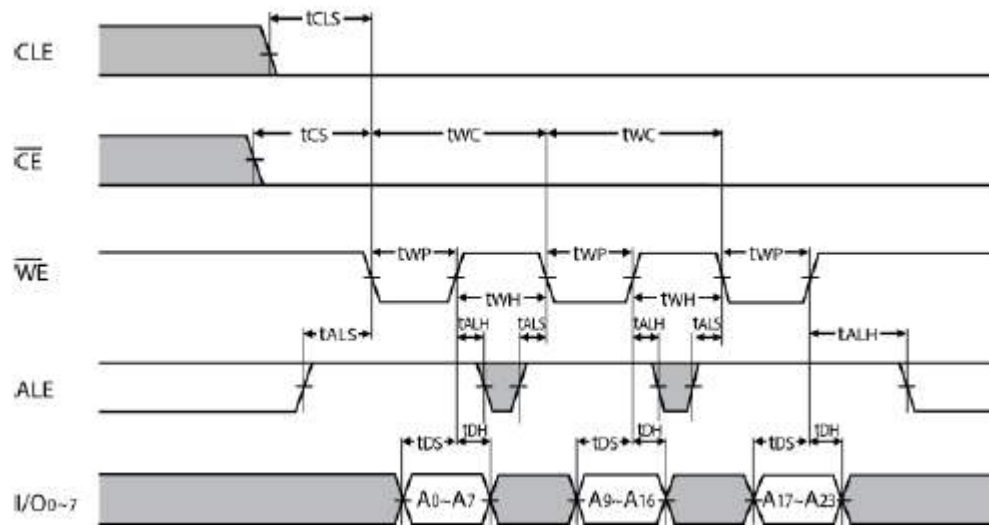 tCLS
CLE
tCS tWC tWC
CE
tWP tWP tWP
WE
tWH tWH
tALS tALH tALS tALH tALS tALH
ALE
tDS tDH tDS tDH tDS tDH
I/O0~7 A0~A7 A9~A16 A17~A23